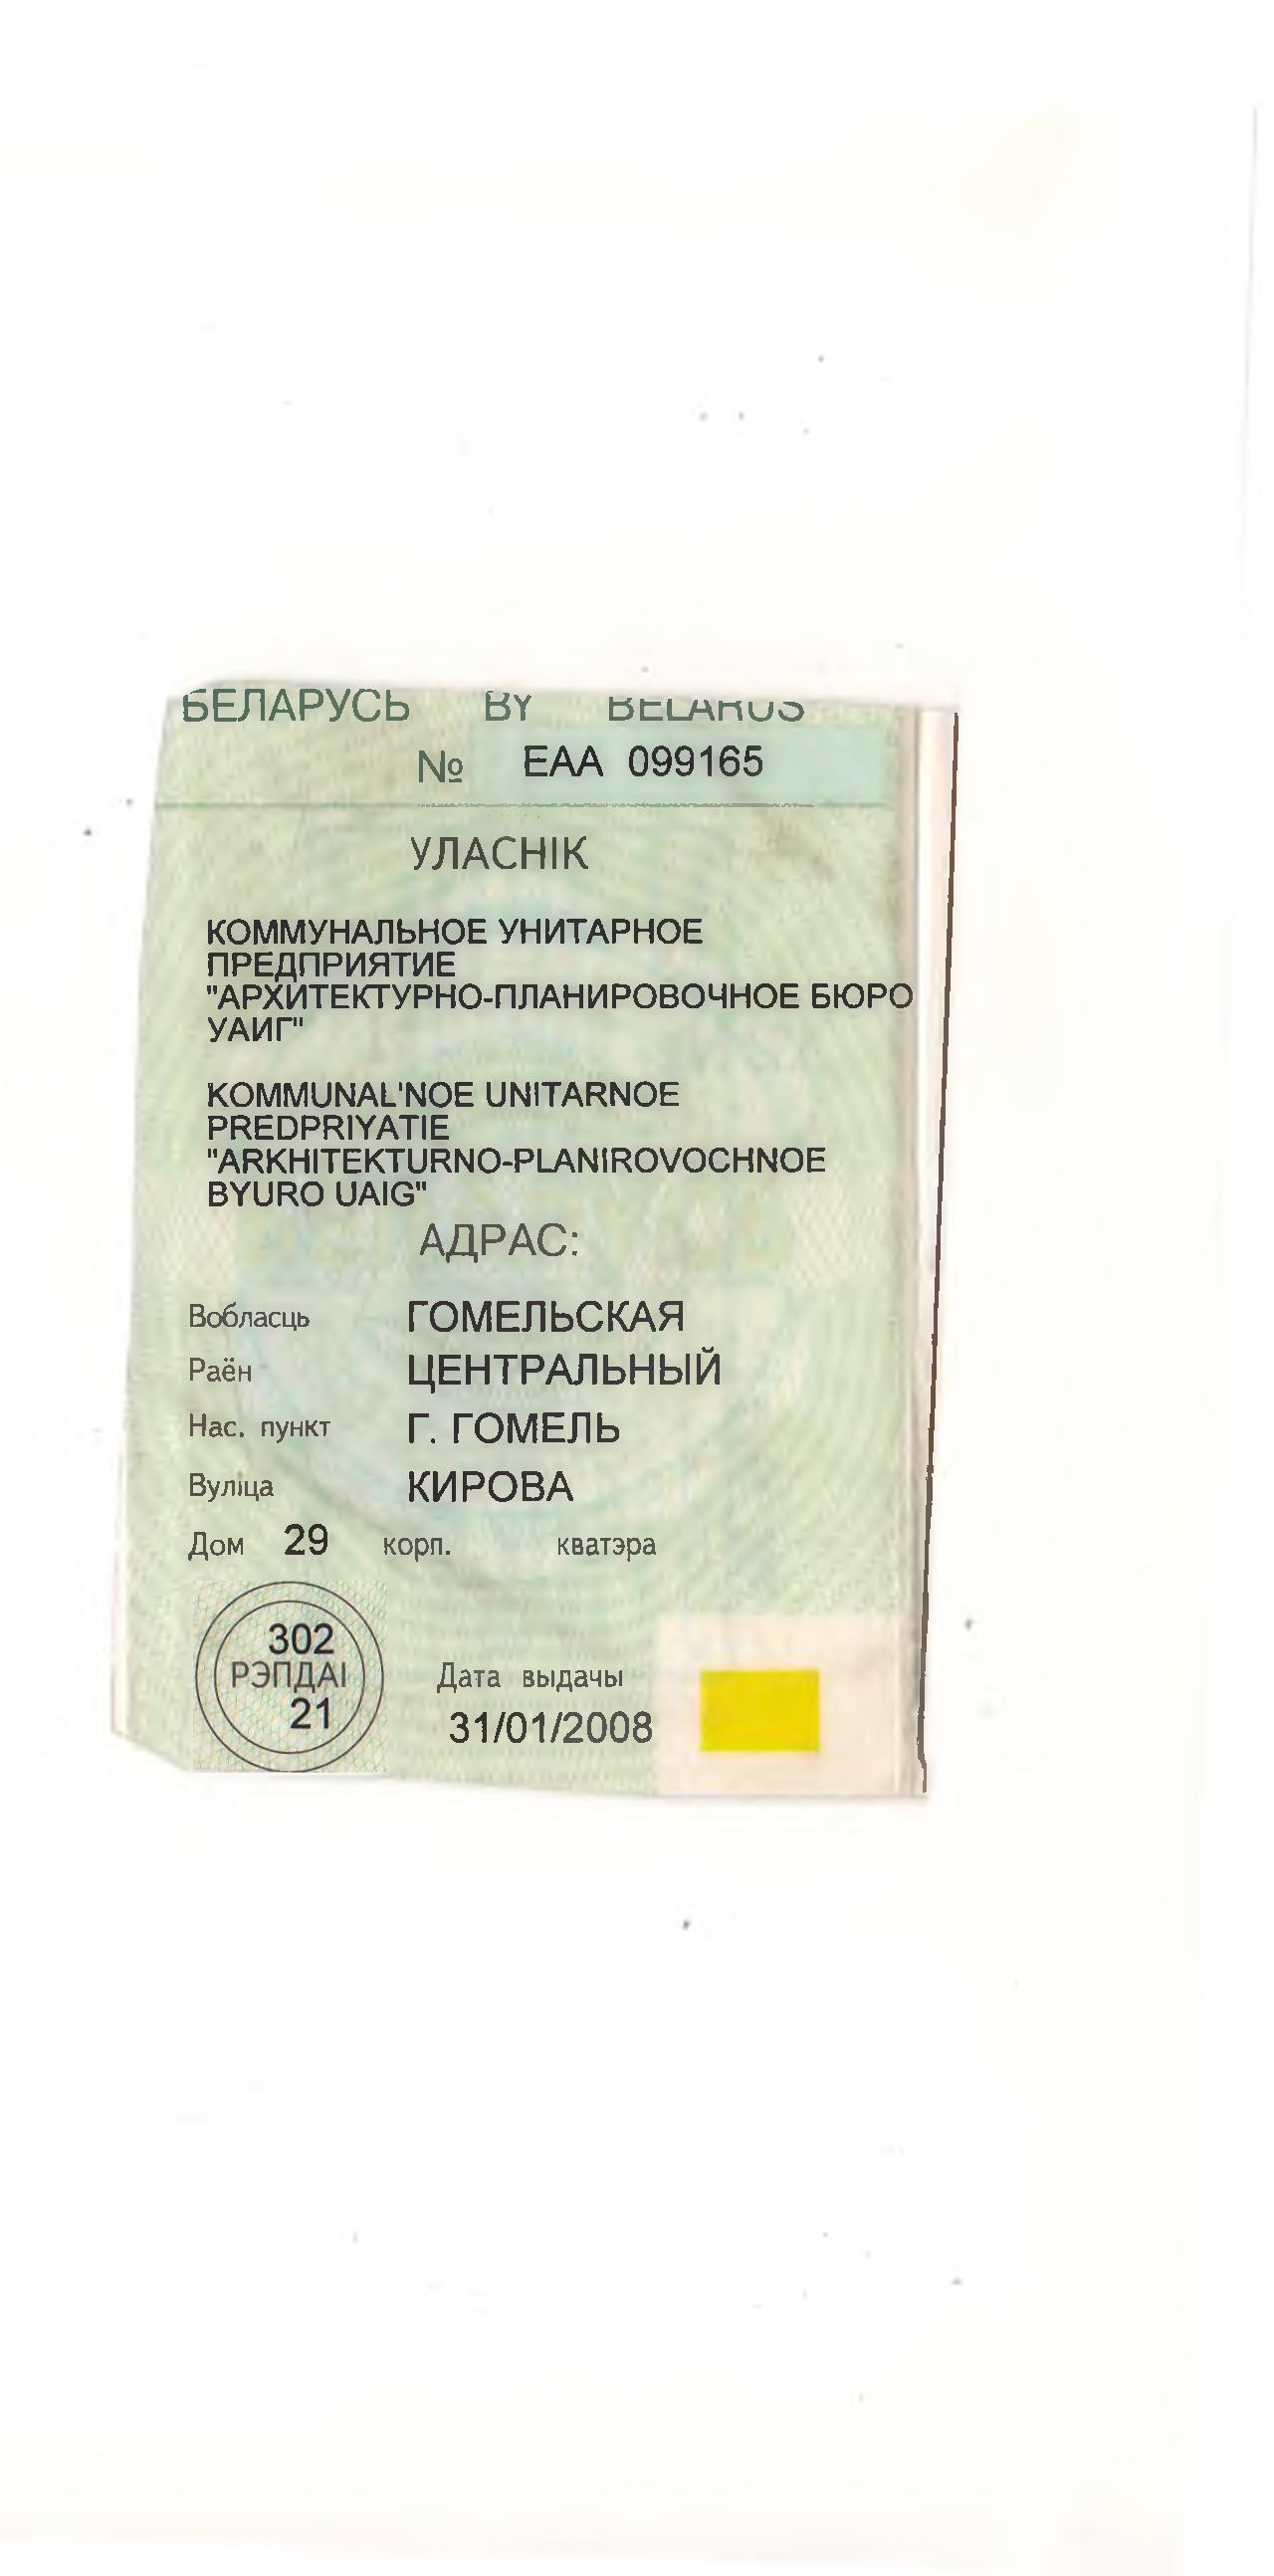 БЕЛАРУСЬ BY BELARUS
№ EAA 099165
УЛАСНІК
КОММУНАЛЬНОЕ УНИТАРНОЕ
ПРЕДПРИЯТИЕ
"АРХИТЕКТУРНО-ПЛАНИРОВОЧНОЕ БЮРО
УАИГ"
KOMMUNAL'NOE UNITARNOE
PREDPRIYATIE
"ARKHITEKTURNO-PLANIROVOCHNOE
BYURO UAIG"
АДРАС:
Вобласць ГОМЕЛЬСКАЯ
Раён ЦЕНТРАЛЬНЫЙ
Нас. пункт Г. ГОМЕЛЬ
Вуліца КИРОВА
Дом 29 корп. кватэра
302
РЭПДАІ
21
Дата выдачы
31/01/2008